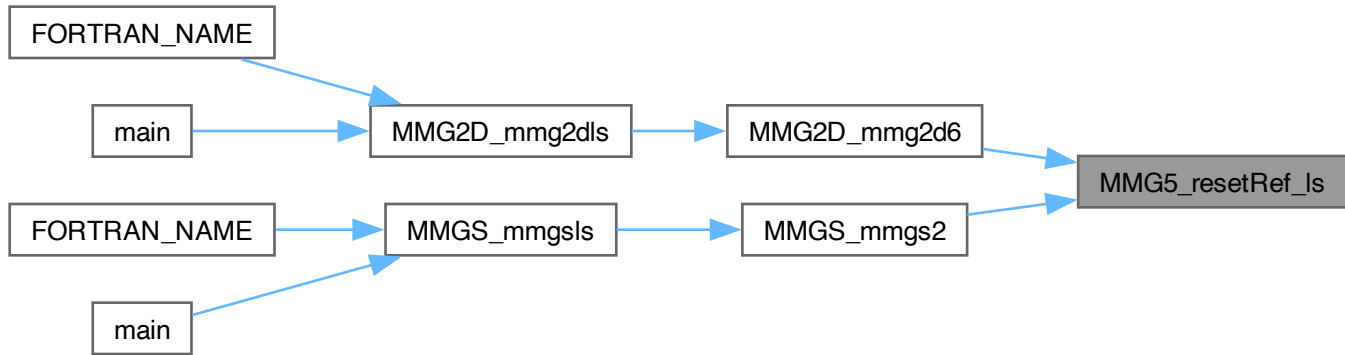 FORTRAN_NAME
main
MMG2D_mmg2dls
MMG2D_mmg2d6
MMG5_resetRef_ls
FORTRAN_NAME
MMGS_mmgsls
MMGS_mmgs2
main